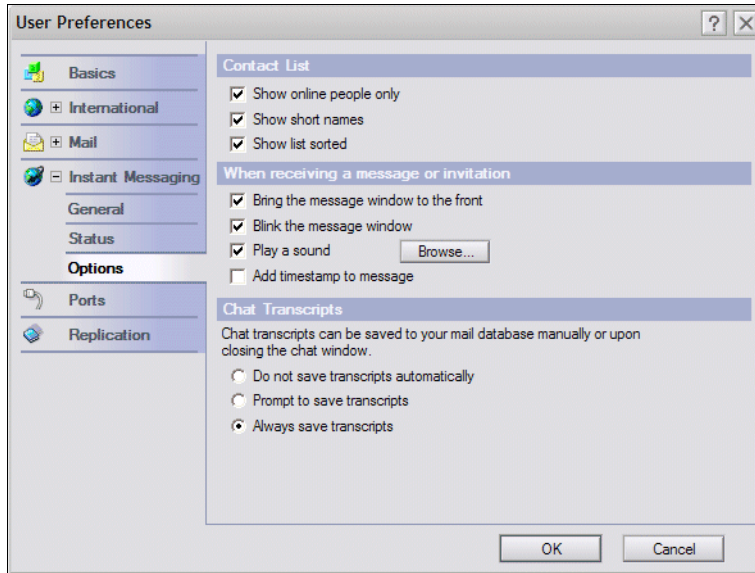 User Preferences
?
X
Basics
International
Mail
Instant Messaging
General
Status
Options
Ports
Replication
Contact List
Show online people only
Show short names
Show list sorted
When receiving a message or invitation
Bring the message window to the front
Blink the message window
Play a sound
Browse...
Add timestamp to message
Chat Transcripts
Chat transcripts can be saved to your mail database manually or upon
closing the chat window.
Do not save transcripts automatically
Prompt to save transcripts
Always save transcripts
OK
Cancel